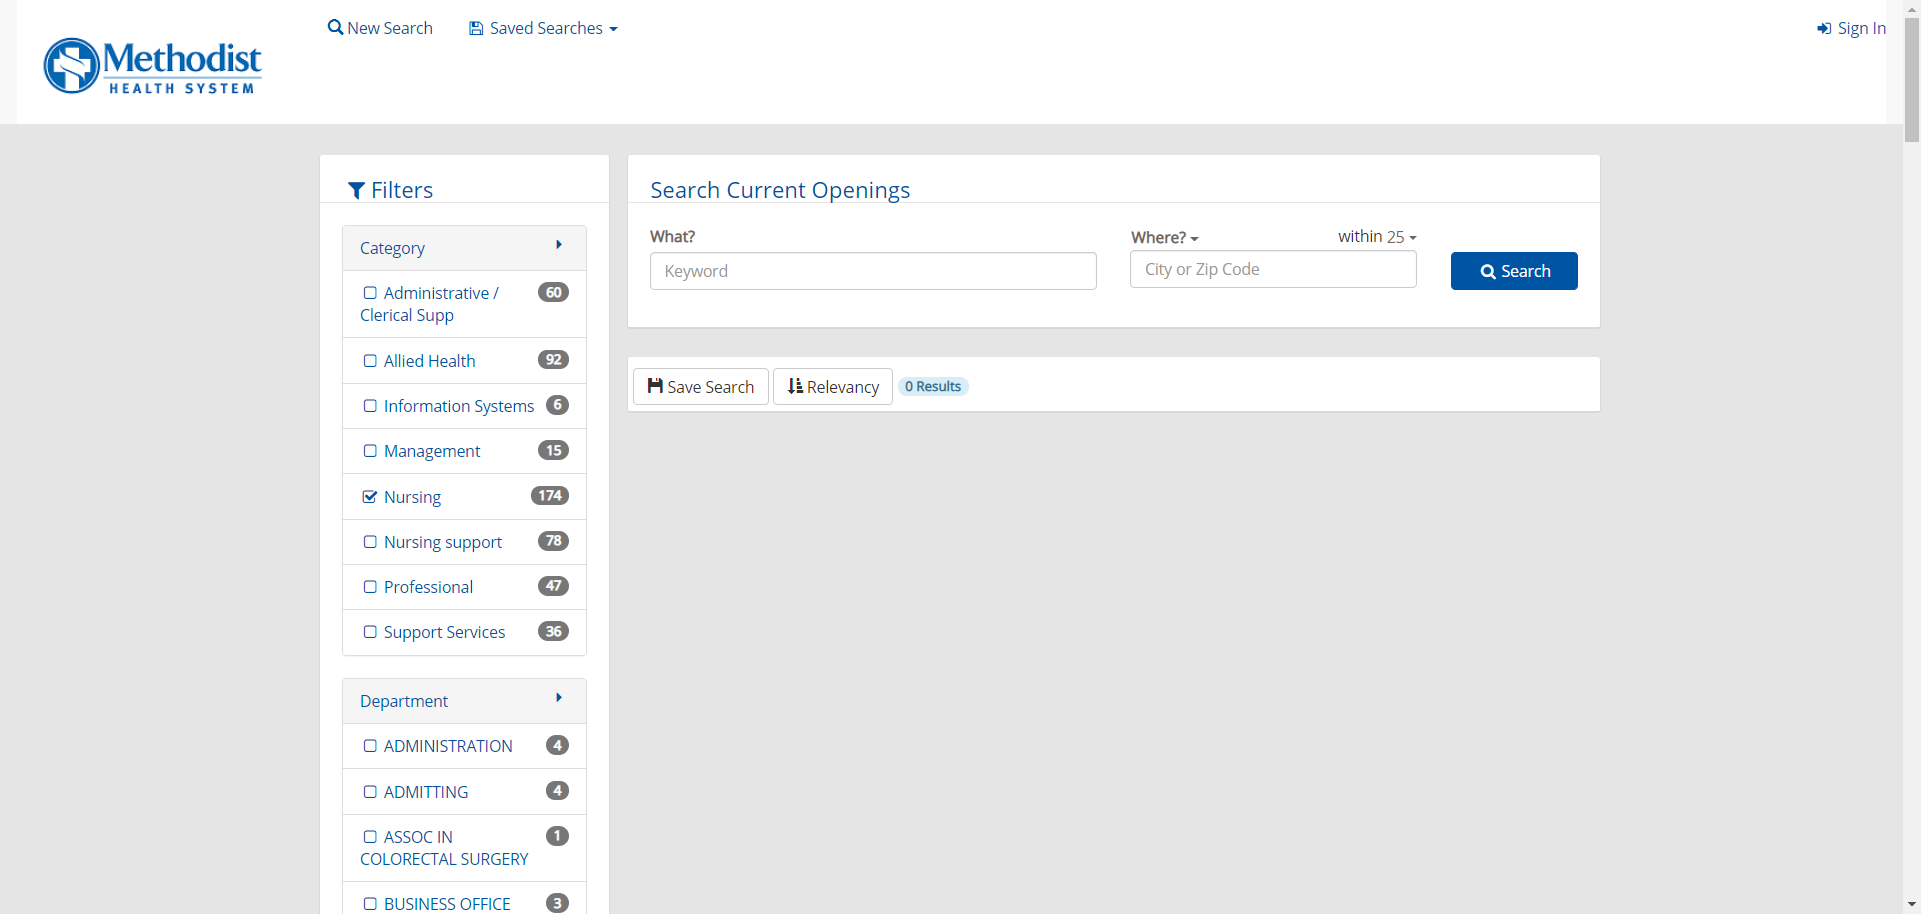 New Search
Saved Searches
Sign In
Methodist
HEALTH SYSTEM
Filters
Category
Administrative /
Clerical Supp
60
Allied Health 92
Information Systems 6
Management 15
Nursing 174
Nursing support 78
Professional 47
Support Services 36
Department
ADMINISTRATION 4
ADMITTING 4
ASSOC IN
COLORECTAL SURGERY
1
BUSINESS OFFICE 3
Search Current Openings
What?
Keyword
Where?
within 25
City or Zip Code
Search
Save Search
Relevancy
0 Results